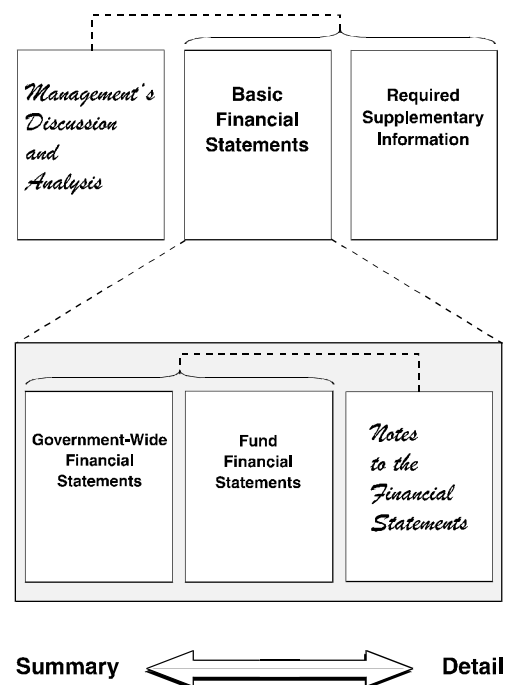 Management's
Discussion
and
Analysis
Basic
Financial
Statements
Required
Supplementary
Information
Government-Wide
Financial
Statements
Fund
Financial
Statements
Notes
to the
Financial
Statements
Summary
Detail